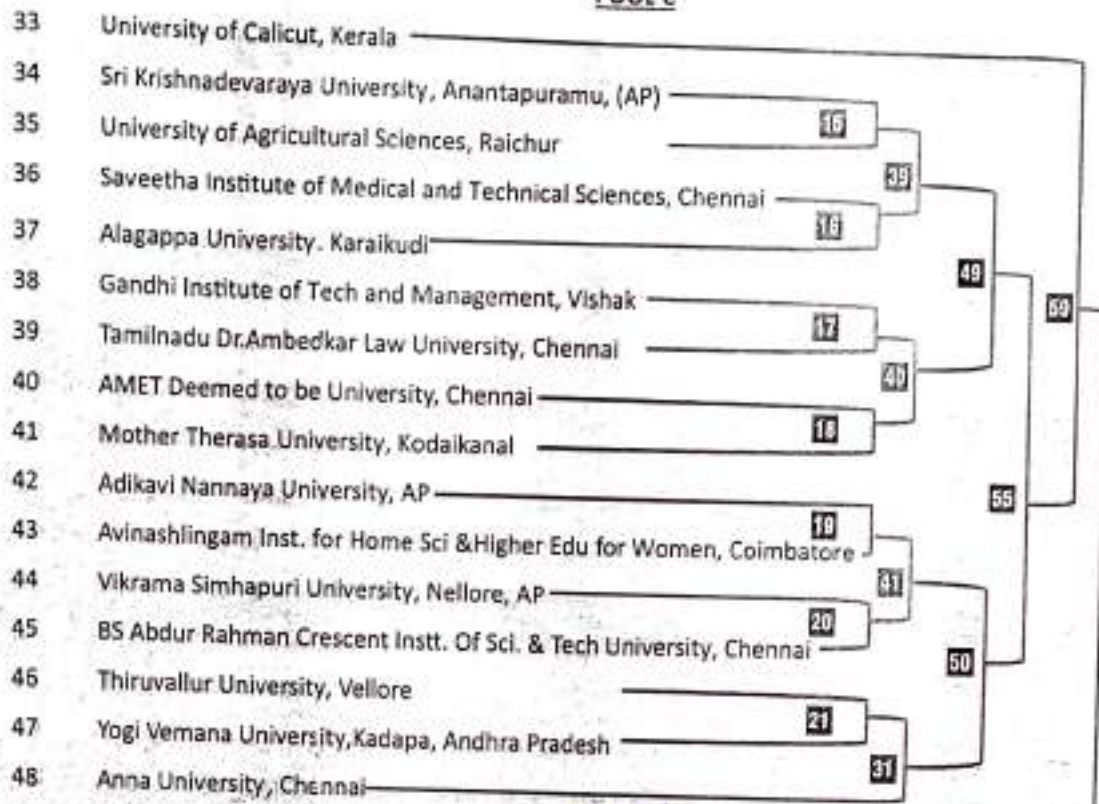 33 University of Calicut, Kerala
34 Sri Krishnadevaraya University, Anantapuramu, (AP)
35 University of Agricultural Sciences, Raichur
36 Saveetha Institute of Medical and Technical Sciences, Chennai
37 Alagappa University. Karaikudi
38 Gandhi Institute of Tech and Management, Vishak
39 Tamilnadu Dr.Ambedkar Law University, Chennai
40 AMET Deemed to be University, Chennai
41 Mother Therasa University, Kodaikanal
42 Adikavi Nannaya University, AP
43 Avinashlingam Inst. for Home Sci &Higher Edu for Women, Coimbatore
44 Vikrama Simhapuri University, Nellore, AP
45 BS Abdur Rahman Crescent Instt. Of Sci. & Tech University, Chennai
46 Thiruvallur University, Vellore
47 Yogi Vemana University,Kadapa, Andhra Pradesh
48 Anna University, Chennai
39
49
17
40
55
19
20
50
21
31